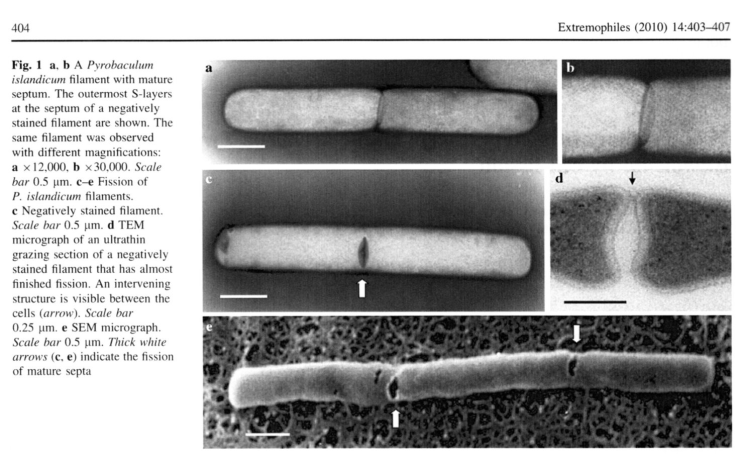 404
Extremophiles (2010) 14:403–407
Fig. 1 a, b A Pyrobaculum
islandicum filament with mature
septum. The outermost S-layers
at the septum of a negatively
stained filament are shown. The
same filament was observed
with different magnifications:
a ×12,000, b ×30,000. Scale
bar 0.5 μm. c–e Fission of
P. islandicum filaments.
c Negatively stained filament.
Scale bar 0.5 μm. d TEM
micrograph of an ultrathin
grazing section of a negatively
stained filament that has almost
finished fission. An intervening
structure is visible between the
cells (arrow). Scale bar
0.25 μm. e SEM micrograph.
Scale bar 0.5 μm. Thick white
arrows (c, e) indicate the fission
of mature septa
a
b
c
d
e